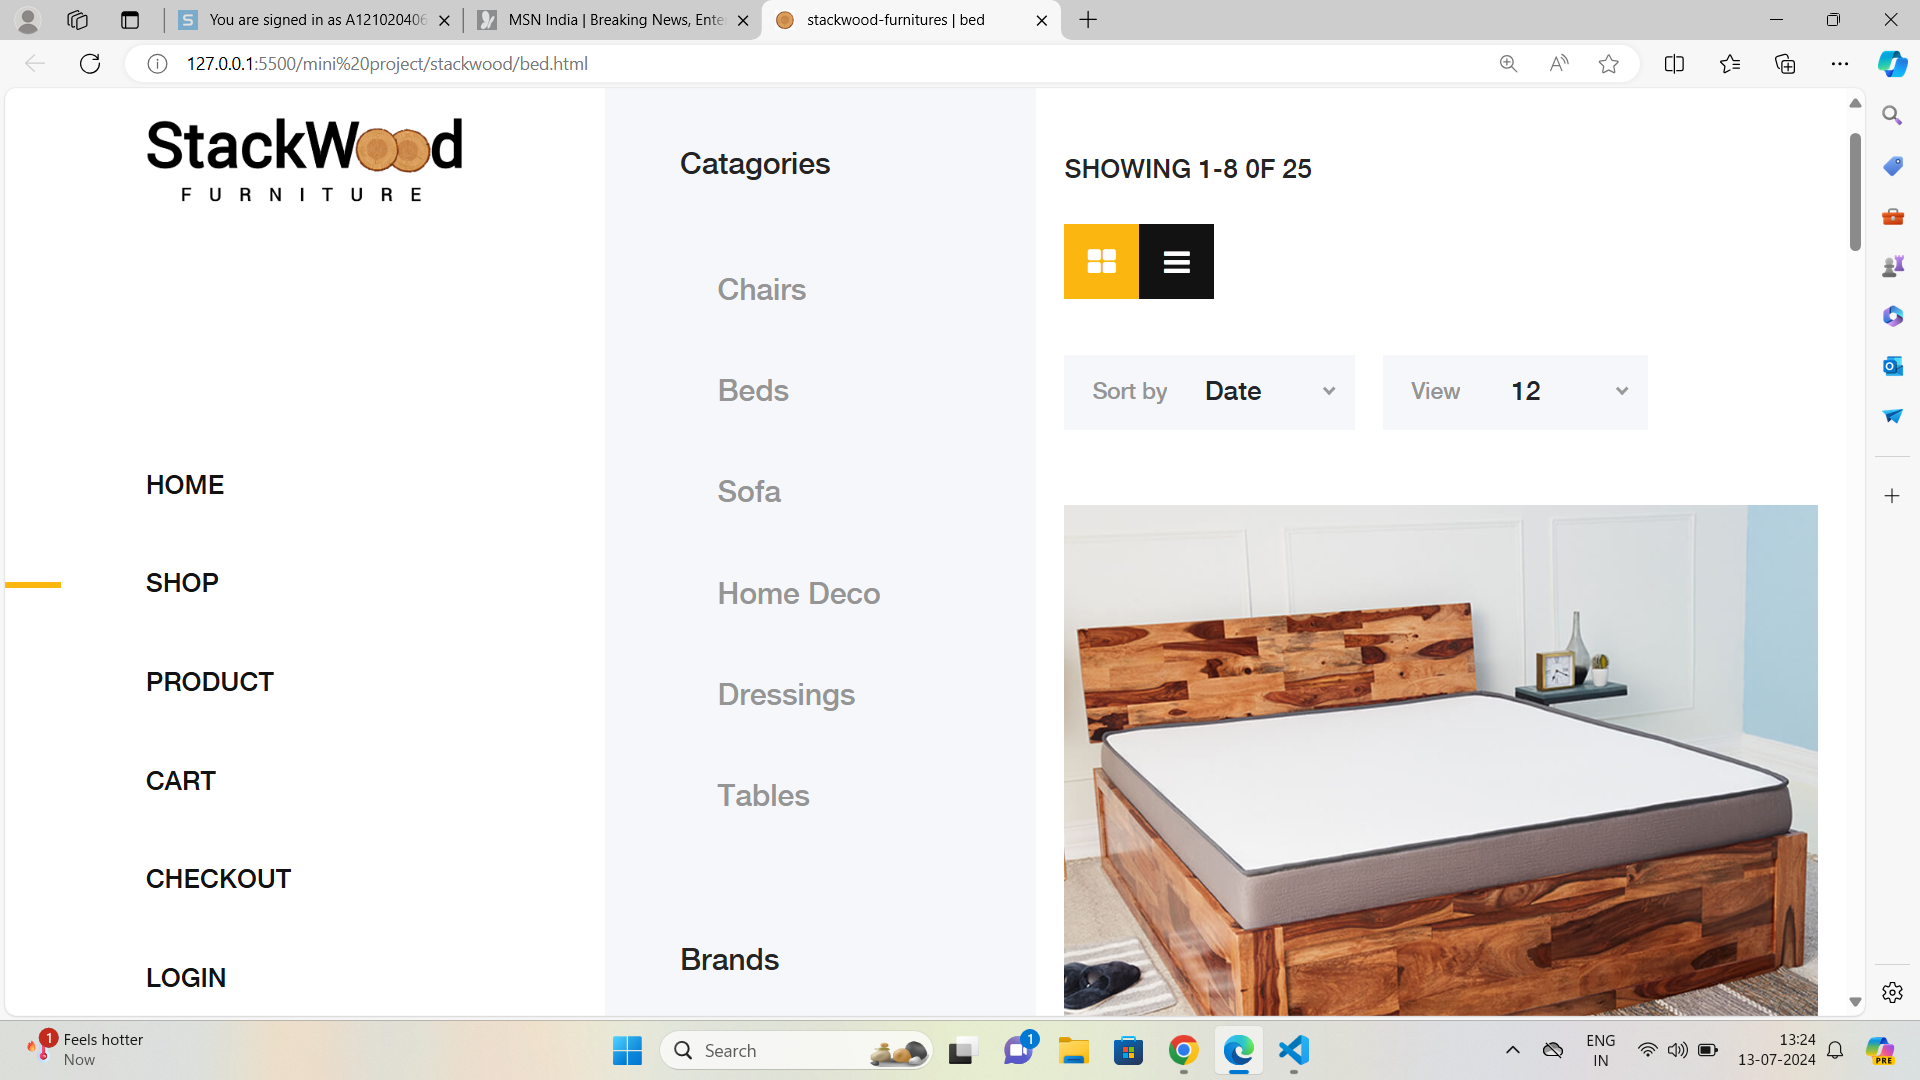 You are signed in as A121020406
MSN India | Breaking News, Ente
stackwood-furnitures | bed
127.0.0.1:5500/mini%20project/stackwood/bed.html
StackWood
FURNITURE
HOME
SHOP
PRODUCT
CART
CHECKOUT
LOGIN
Catagories
Chairs
Beds
Sofa
Home Deco
Dressings
Tables
Brands
SHOWING 1-8 0F 25
Sort by Date
View 12
1
Feels hotter
Now
Search
1
ENG
IN
13:24
13-07-2024
PRE